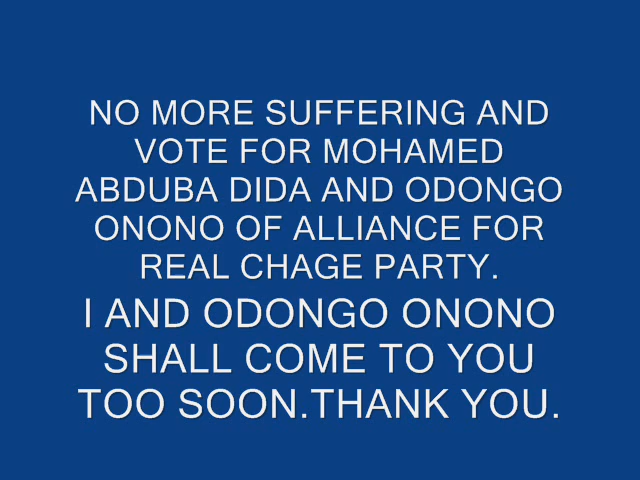 NO MORE SUFFERING AND
VOTE FOR MOHAMED
ABDUBA DIDA AND ODONGO
ONONO OF ALLIANCE FOR
REAL CHAGE PARTY.
I AND ODONGO ONONO
SHALL COME TO YOU
TOO SOON.THANK YOU.